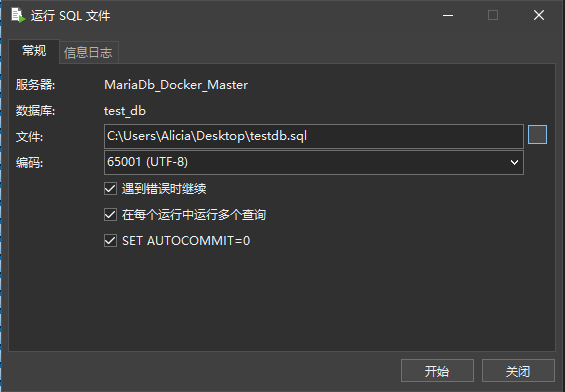 运行 SQL 文件
常规 信息日志
服务器: MariaDb_Docker_Master
数据库: test_db
文件: C:\Users\Alicia\Desktop\testdb.sql
编码: 65001 (UTF-8)
遇到错误时继续
在每个运行中运行多个查询
SET AUTOCOMMIT=0
开始 关闭